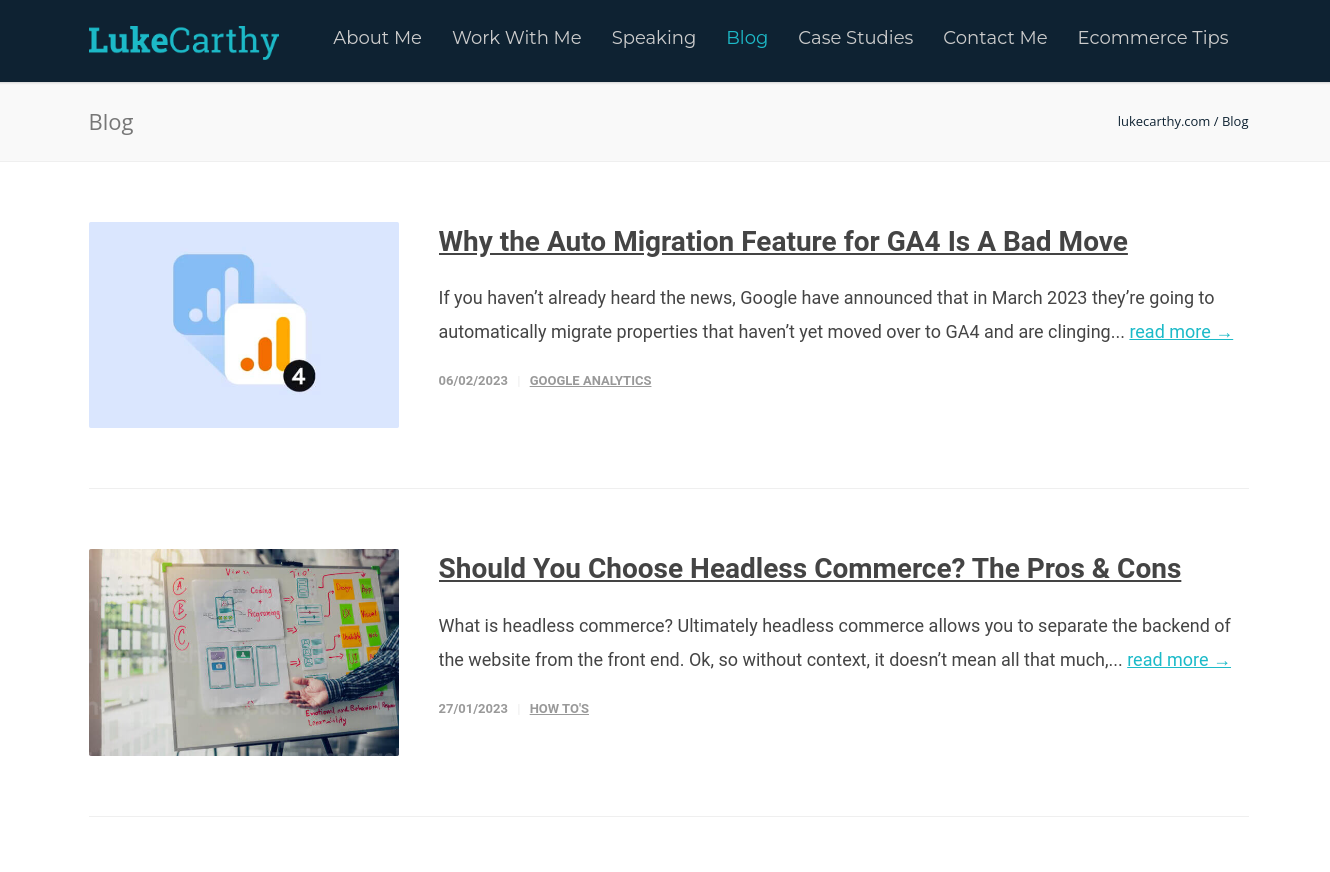 LukeCarthy
About Me
Work With Me
Speaking
Blog
Case Studies
Contact Me
Ecommerce Tips
Blog
lukecarthy.com / Blog
4
Why the Auto Migration Feature for GA4 Is A Bad Move
If you haven’t already heard the news, Google have announced that in March 2023 they’re going to
automatically migrate properties that haven’t yet moved over to GA4 and are clinging... read more →
06/02/2023 | GOOGLE ANALYTICS
A
B
C
Coding
+
Design
App
UX
Visual
Usability
Should You Choose Headless Commerce? The Pros & Cons
What is headless commerce? Ultimately headless commerce allows you to separate the backend of
the website from the front end. Ok, so without context, it doesn’t mean all that much,... read more →
27/01/2023 | HOW TO'S